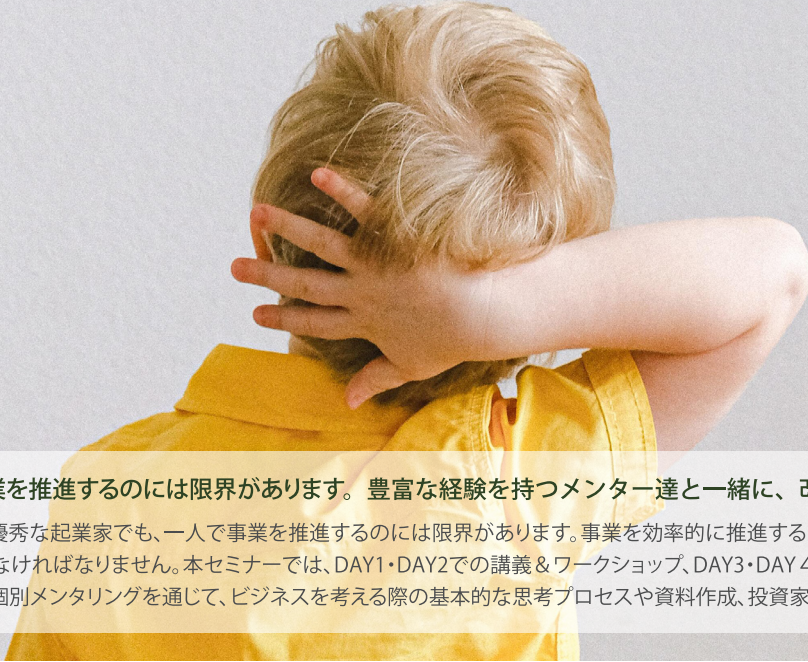 業を推進するのには限界があります。豊富な経験を持つメンター達と一緒に、改
優秀な起業家でも、一人で事業を推進するのには限界があります。事業を効率的に推進する
なければなりません。本セミナーでは、DAY1・DAY2での講義＆ワークショップ、DAY3・DAY４
個別メンタリングを通じて、ビジネスを考える際の基本的な思考プロセスや資料作成、投資家